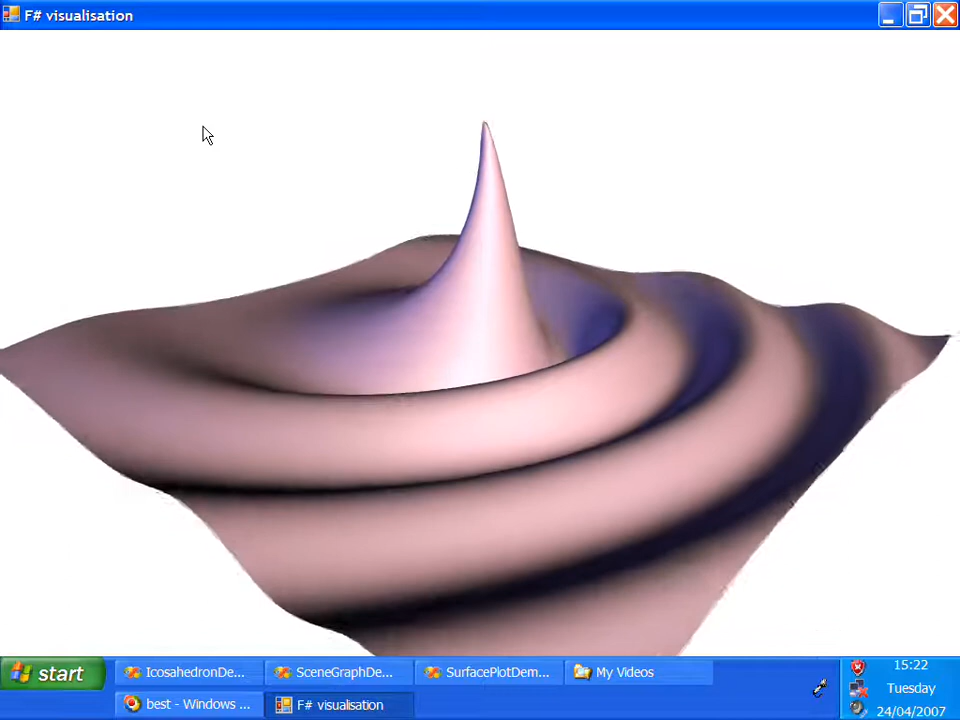 F# visualisation
start
IcosahedronDe...
SceneGraphDe...
SurfacePlotDem...
My Videos
best - Windows ...
F# visualisation
15:22
Tuesday
24/04/2007